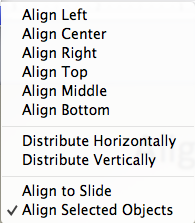 Align Left
Align Center
Align Right
Align Top
Align Middle
Align Bottom
Distribute Horizontally
Distribute Vertically
Align to Slide
✓ Align Selected Objects